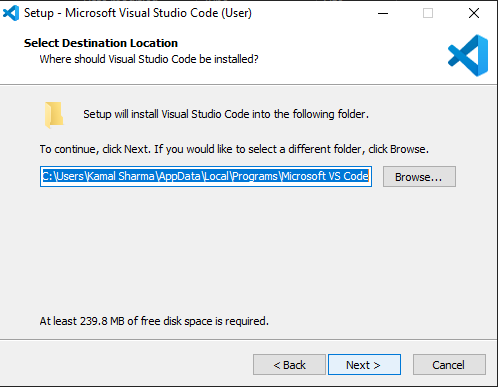 Setup - Microsoft Visual Studio Code (User)
Select Destination Location
Where should Visual Studio Code be installed?
Setup will install Visual Studio Code into the following folder.
To continue, click Next. If you would like to select a different folder, click Browse.
C:\Users\Kamal Sharma\AppData\Local\Programs\Microsoft VS Code
Browse...
At least 239.8 MB of free disk space is required.
< Back
Next >
Cancel